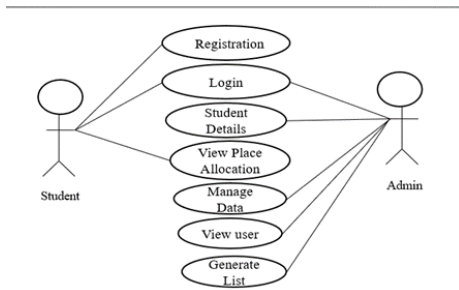 Registration
Login
Student
Details
View Place
Allocation
Manage
Data
View user
Generate
List
Student
Admin